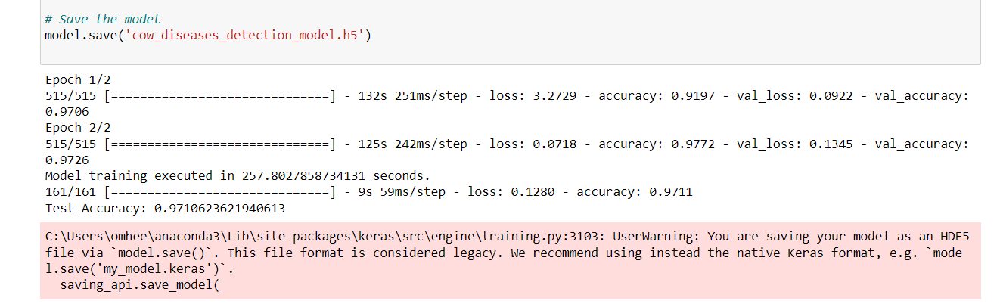 # Save the model
model.save('cow_diseases_detection_model.h5')
Epoch 1/2
515/515 [==============================] - 132s 251ms/step - loss: 3.2729 - accuracy: 0.9197 - val_loss: 0.0922 - val_accuracy:
0.9706
Epoch 2/2
515/515 [==============================] - 125s 242ms/step - loss: 0.0718 - accuracy: 0.9772 - val_loss: 0.1345 - val_accuracy:
0.9726
Model training executed in 257.8027858734131 seconds.
161/161 [==============================] - 9s 59ms/step - loss: 0.1280 - accuracy: 0.9711
Test Accuracy: 0.9710623621940613
C:\Users\omhee\anaconda3\Lib\site-packages\keras\src\engine\training.py:3103: UserWarning: You are saving your model as an HDF5
file via `model.save()`. This file format is considered legacy. We recommend using instead the native Keras format, e.g. `mode
l.save('my_model.keras')`.
  saving_api.save_model(